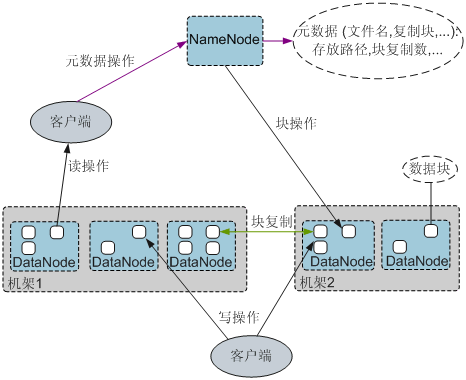 NameNode
元数据 (文件名,复制块,...):
存放路径,块复制数,...
元数据操作
客户端
块操作
读操作
数据块
块复制
DataNode
DataNode
DataNode
DataNode
DataNode
机架1
机架2
写操作
客户端